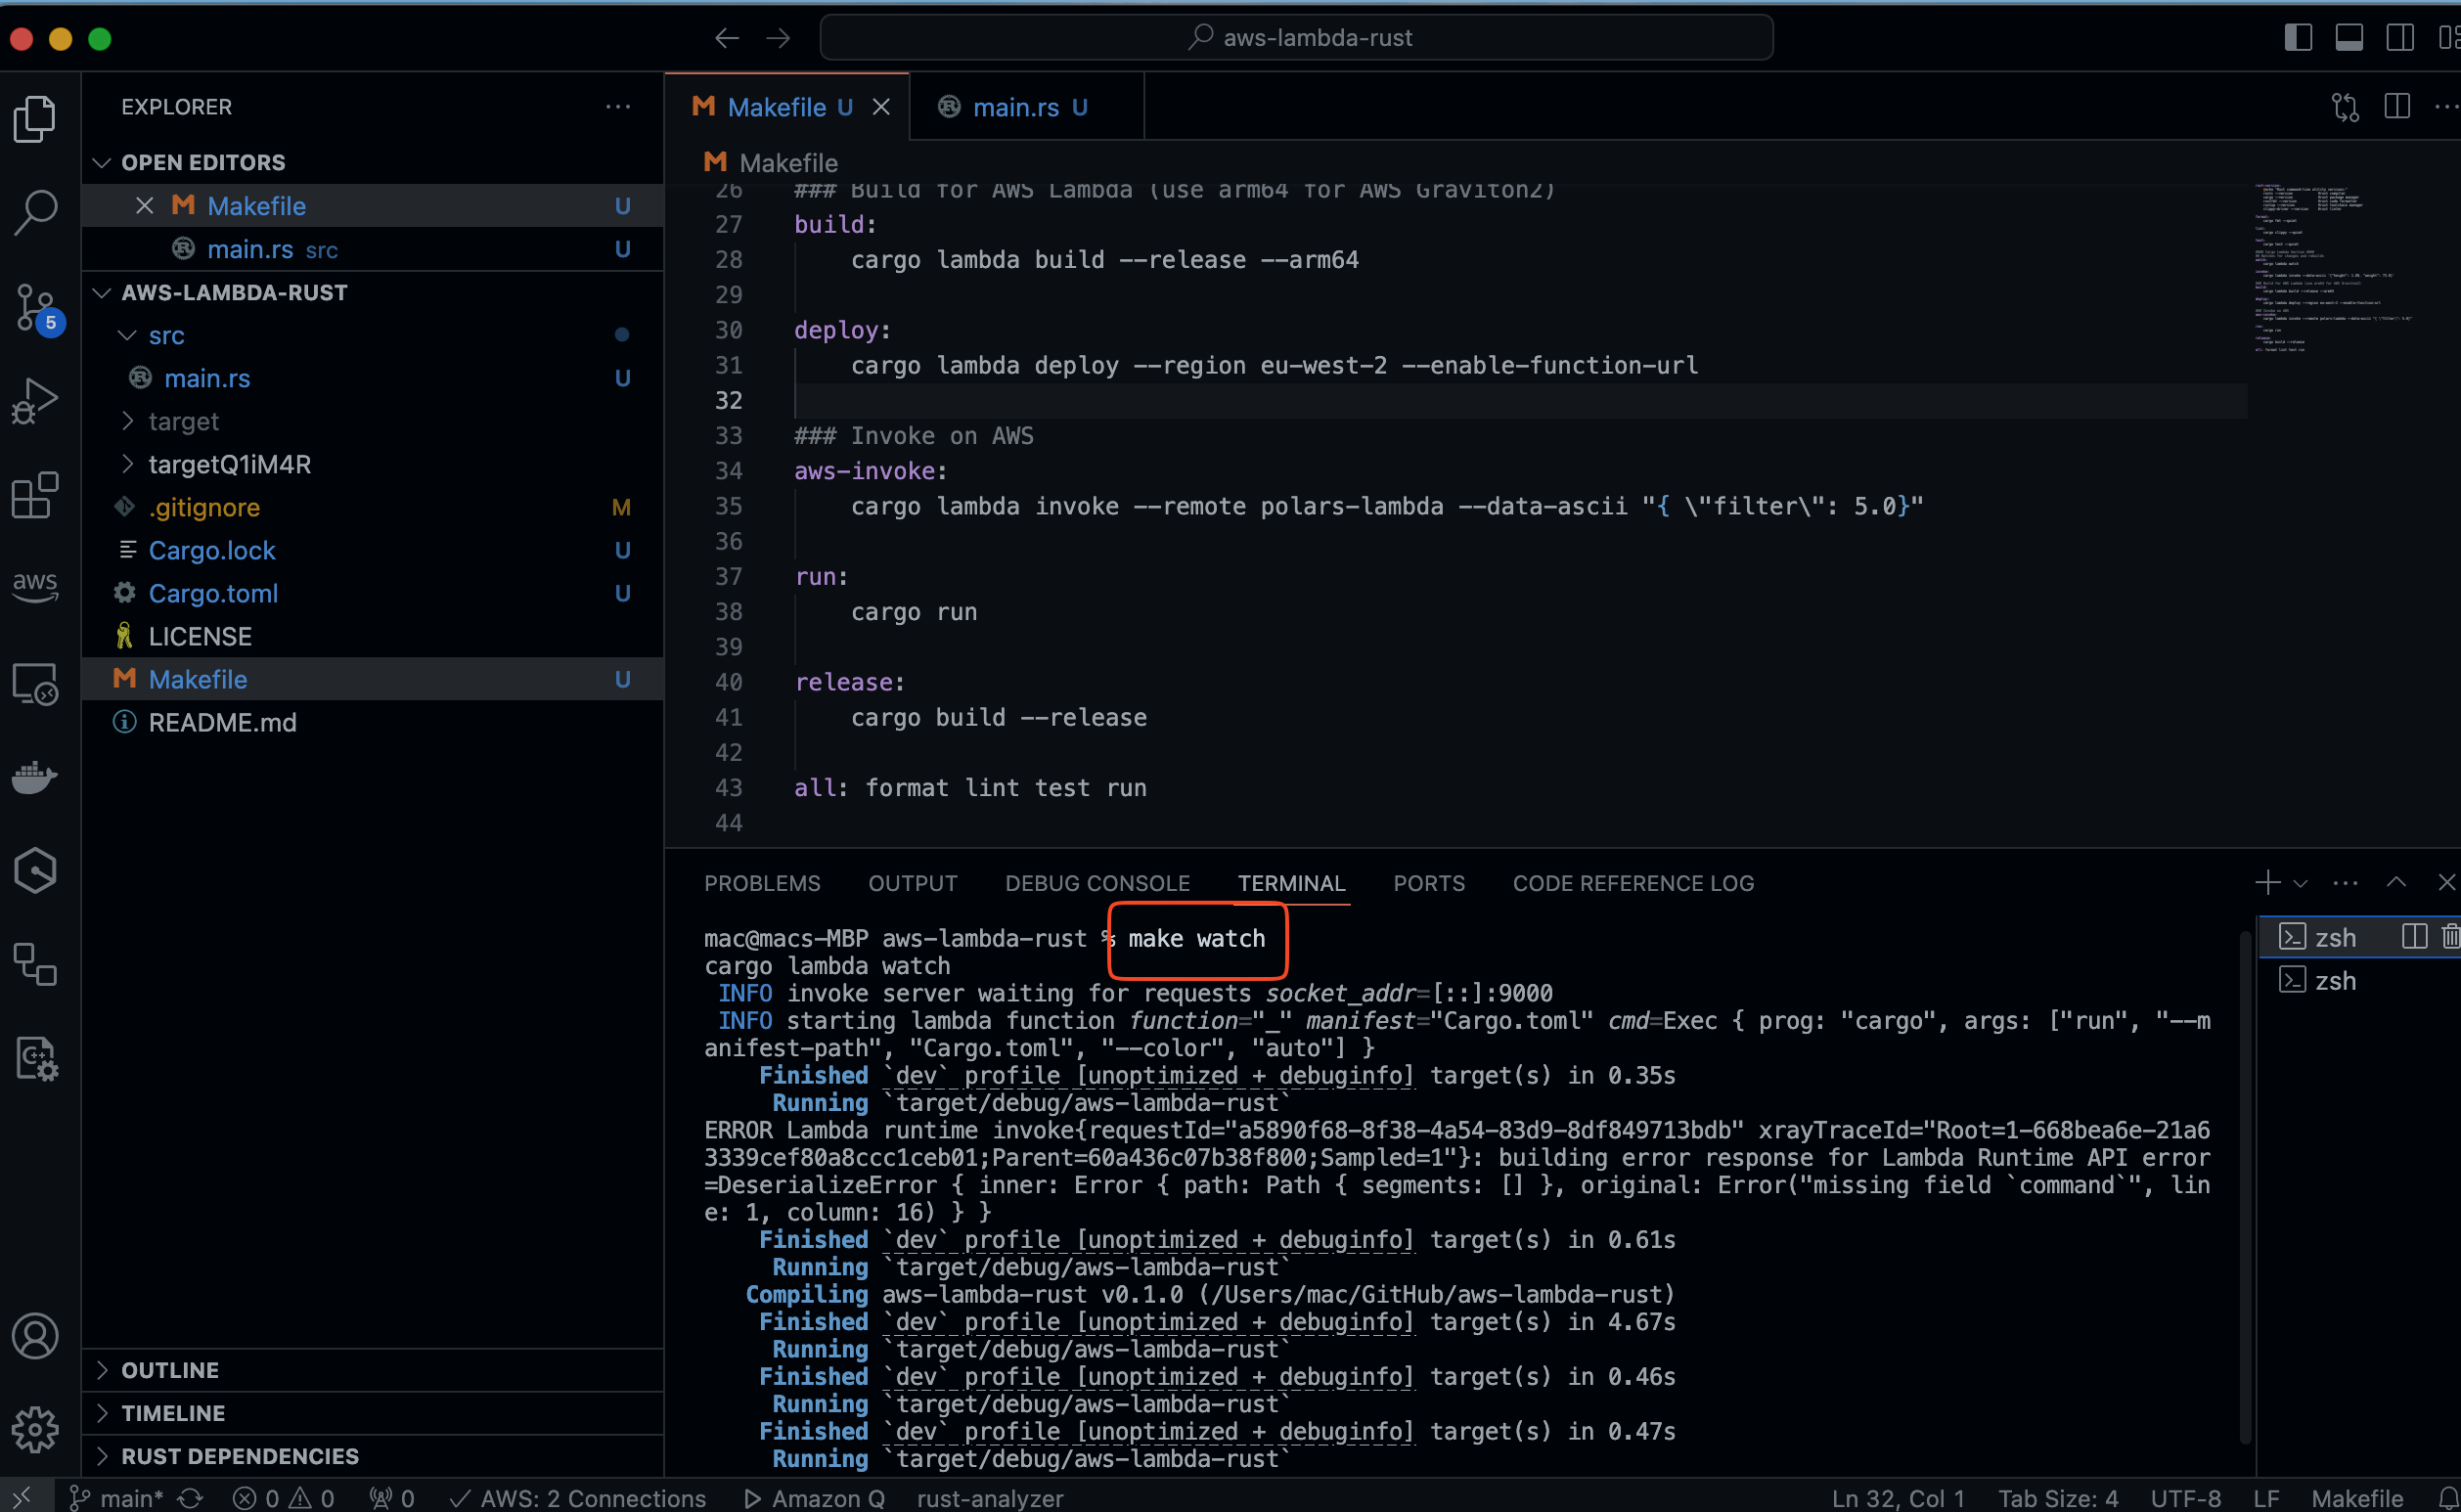 aws-lambda-rust
EXPLORER
OPEN EDITORS
Makefile U
main.rs src U
AWS-LAMBDA-RUST
src
main.rs U
target
targetQ1iM4R
.gitignore M
Cargo.lock U
Cargo.toml U
LICENSE
Makefile U
README.md
OUTLINE
TIMELINE
RUST DEPENDENCIES
5
aws
Makefile U
main.rs U
Makefile
26 ### Build for AWS Lambda (use arm64 for AWS Graviton2)
27 build:
28 cargo lambda build --release --arm64
29
30 deploy:
31 cargo lambda deploy --region eu-west-2 --enable-function-url
32
33 ### Invoke on AWS
34 aws-invoke:
35 cargo lambda invoke --remote polars-lambda --data-ascii "{ \"filter\": 5.0}"
36
37 run:
38 cargo run
39
40 release:
41 cargo build --release
42
43 all: format lint test run
44
PROBLEMS OUTPUT DEBUG CONSOLE TERMINAL PORTS CODE REFERENCE LOG
mac@macs-MBP aws-lambda-rust % make watch
cargo lambda watch
INFO invoke server waiting for requests socket_addr=[::]:9000
INFO starting lambda function function="_" manifest="Cargo.toml" cmd=Exec { prog: "cargo", args: ["run", "--m
anifest-path", "Cargo.toml", "--color", "auto"] }
Finished `dev` profile [unoptimized + debuginfo] target(s) in 0.35s
Running `target/debug/aws-lambda-rust`
ERROR Lambda runtime invoke{requestId="a5890f68-8f38-4a54-83d9-8df849713bdb" xrayTraceId="Root=1-668bea6e-21a6
3339cef80a8ccc1ceb01;Parent=60a436c07b38f800;Sampled=1"}: building error response for Lambda Runtime API error
=DeserializeError { inner: Error { path: Path { segments: [] }, original: Error("missing field `command`", lin
e: 1, column: 16) } }
Finished `dev` profile [unoptimized + debuginfo] target(s) in 0.61s
Running `target/debug/aws-lambda-rust`
Compiling aws-lambda-rust v0.1.0 (/Users/mac/GitHub/aws-lambda-rust)
Finished `dev` profile [unoptimized + debuginfo] target(s) in 4.67s
Running `target/debug/aws-lambda-rust`
Finished `dev` profile [unoptimized + debuginfo] target(s) in 0.46s
Running `target/debug/aws-lambda-rust`
Finished `dev` profile [unoptimized + debuginfo] target(s) in 0.47s
Running `target/debug/aws-lambda-rust`
zsh
zsh
main* 0 0 0 AWS: 2 Connections Amazon Q rust-analyzer Ln 32, Col 1 Tab Size: 4 UTF-8 LF Makefile